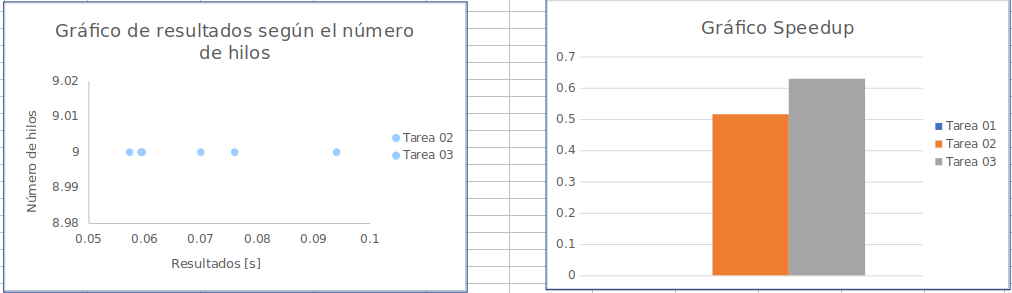 Gráfico de resultados según el número
de hilos
9.02
9.01
9
8.99
8.98
Número de hilos
0.05
0.06
0.07
0.08
0.09
0.1
Resultados [s]
Tarea 02
Tarea 03
Gráfico Speedup
0.7
0.6
0.5
0.4
0.3
0.2
0.1
0
Tarea 01
Tarea 02
Tarea 03